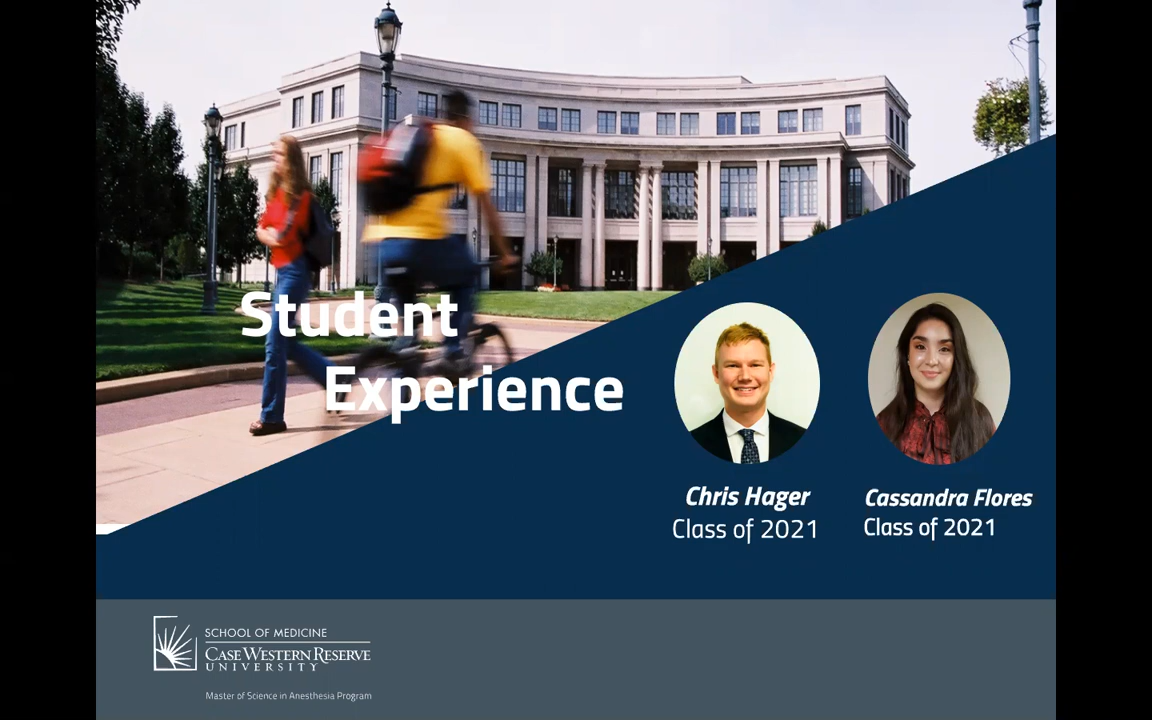 Student
Experience
Chris Hager
Class of 2021
Cassandra Flores
Class of 2021
SCHOOL OF MEDICINE
CASE WESTERN RESERVE
UNIVERSITY
Master of Science in Anesthesia Program